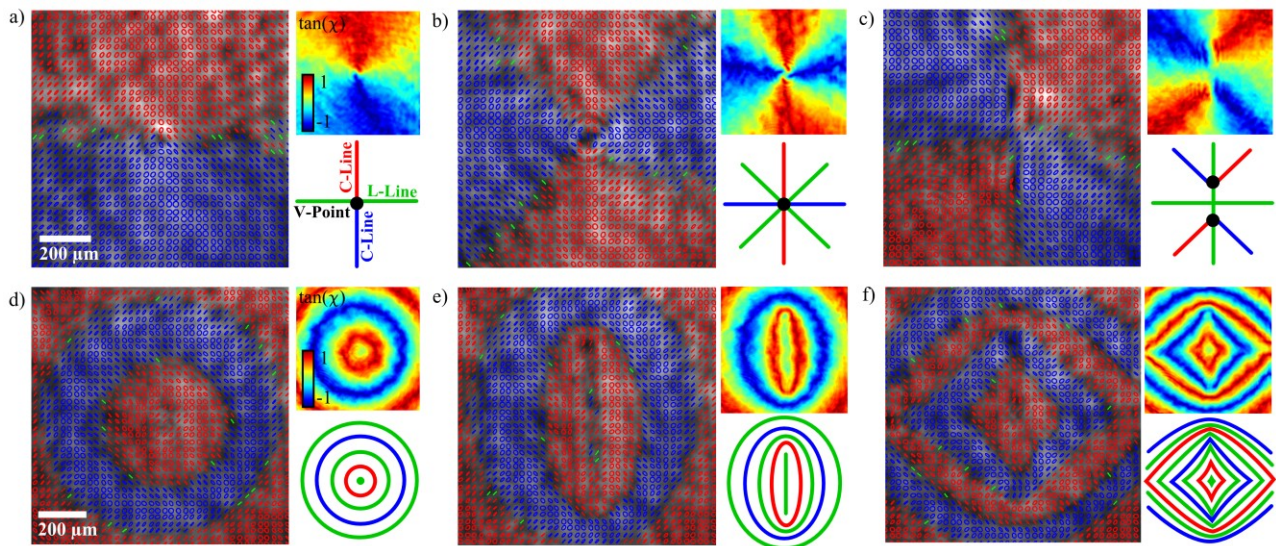 a)
tan(χ)
1
-1
C-Line
L-Line
V-Point
C-Line
200 μm
b)
c)
d)
tan(χ)
1
-1
200 μm
e)
f)